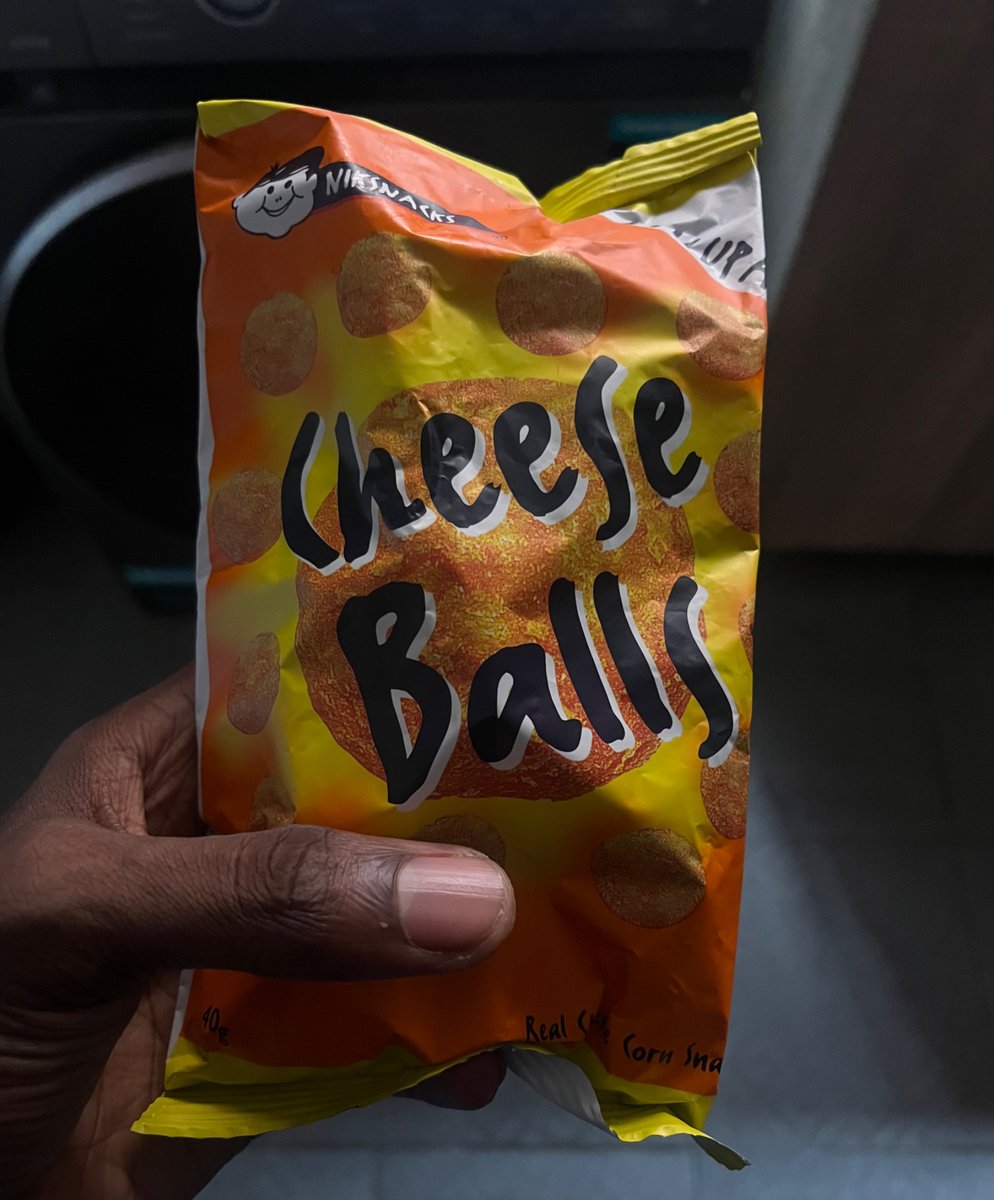 NIKSNACKS
Cheese
Balls
40g
Real Corn